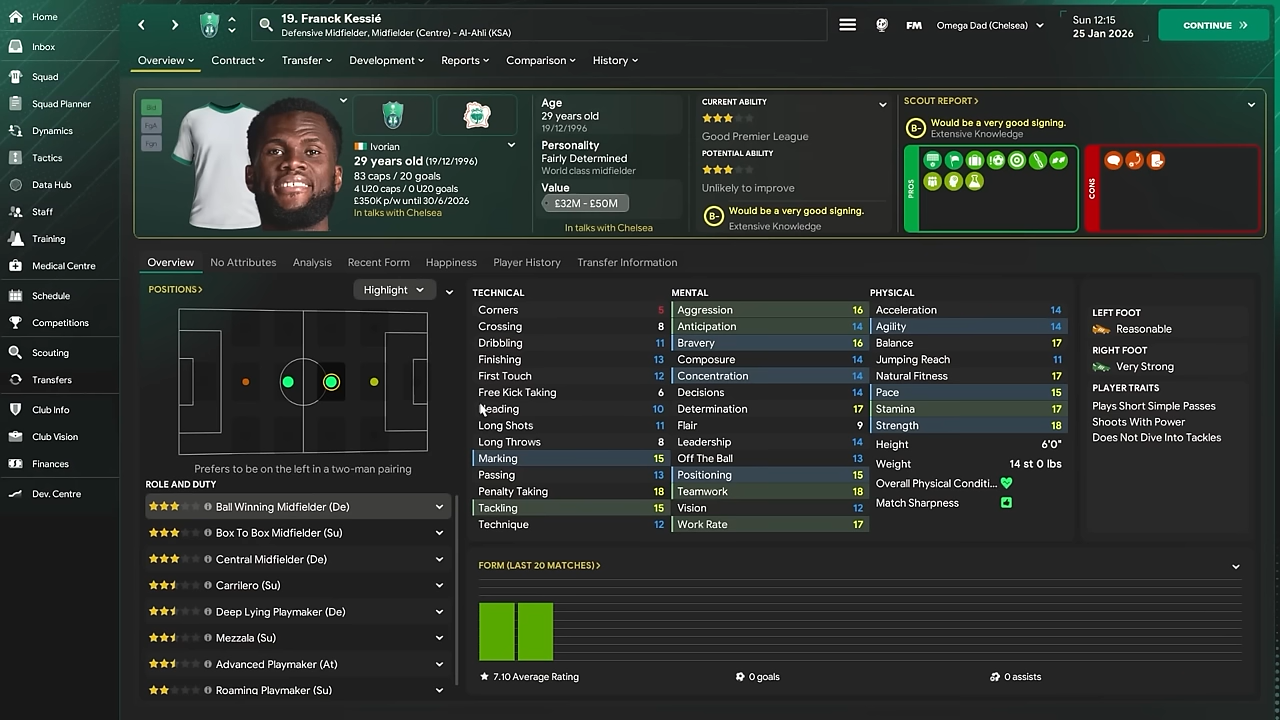 Home
Inbox
Squad
Squad Planner
Dynamics
Tactics
Data Hub
Staff
Training
Medical Centre
Schedule
Competitions
Scouting
Transfers
Club Info
Club Vision
Finances
Dev. Centre
19. Franck Kessié
Defensive Midfielder, Midfielder (Centre) - Al-Ahli (KSA)
FM
Omega Dad (Chelsea)
Sun 12:15
25 Jan 2026
CONTINUE
Overview
Contract
Transfer
Development
Reports
Comparison
History
Bid
FgA
Fgn
Ivorian
29 years old (19/12/1996)
83 caps / 20 goals
4 U20 caps / 0 U20 goals
£350K p/w until 30/6/2026
In talks with Chelsea
Age
29 years old
19/12/1996
Personality
Fairly Determined
World class midfielder
Value
£32M - £50M
In talks with Chelsea
CURRENT ABILITY
Good Premier League
POTENTIAL ABILITY
Unlikely to improve
B-
Would be a very good signing.
Extensive Knowledge
SCOUT REPORT >
B-
Would be a very good signing.
Extensive Knowledge
PROS
CONS
Overview
No Attributes
Analysis
Recent Form
Happiness
Player History
Transfer Information
POSITIONS >
Highlight
Prefers to be on the left in a two-man pairing
ROLE AND DUTY
Ball Winning Midfielder (De)
Box To Box Midfielder (Su)
Central Midfielder (De)
Carrilero (Su)
Deep Lying Playmaker (De)
Mezzala (Su)
Advanced Playmaker (At)
Roaming Playmaker (Su)
TECHNICAL
Corners 5
Crossing 8
Dribbling 11
Finishing 13
First Touch 12
Free Kick Taking 6
Heading 10
Long Shots 11
Long Throws 8
Marking 15
Passing 13
Penalty Taking 18
Tackling 15
Technique 12
MENTAL
Aggression 16
Anticipation 14
Bravery 16
Composure 14
Concentration 14
Decisions 14
Determination 17
Flair 9
Leadership 14
Off The Ball 13
Positioning 15
Teamwork 18
Vision 12
Work Rate 17
PHYSICAL
Acceleration 14
Agility 14
Balance 17
Jumping Reach 11
Natural Fitness 17
Pace 15
Stamina 17
Strength 18
Height 6'0"
Weight 14 st 0 lbs
Overall Physical Conditi...
Match Sharpness
LEFT FOOT
Reasonable
RIGHT FOOT
Very Strong
PLAYER TRAITS
Plays Short Simple Passes
Shoots With Power
Does Not Dive Into Tackles
FORM (LAST 20 MATCHES) >
7.10 Average Rating
0 goals
0 assists